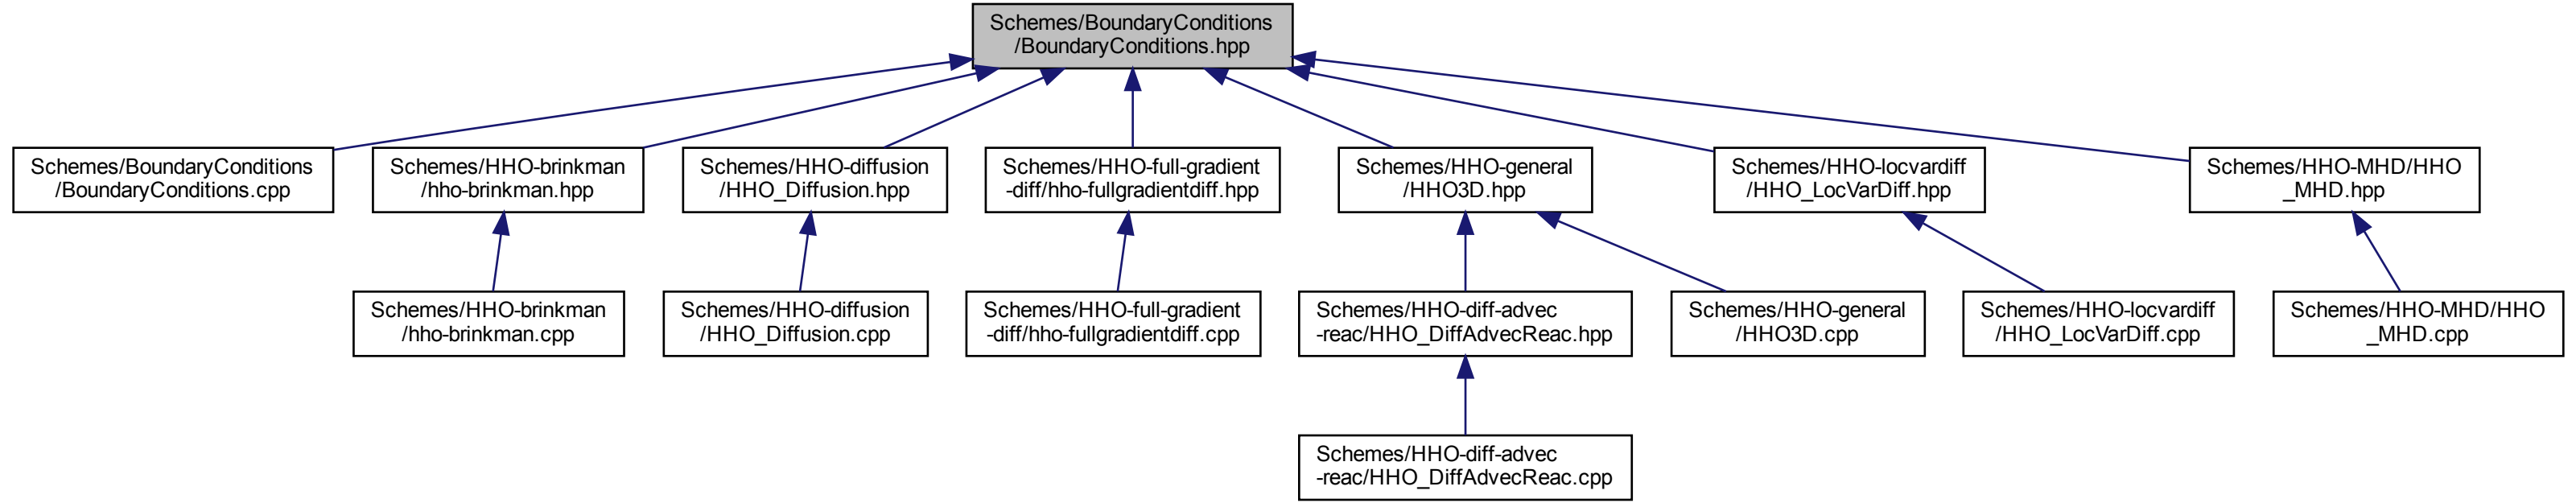 Schemes/BoundaryConditions
/BoundaryConditions.hpp
Schemes/BoundaryConditions
/BoundaryConditions.cpp
Schemes/HHO-brinkman
/hho-brinkman.hpp
Schemes/HHO-diffusion
/HHO_Diffusion.hpp
Schemes/HHO-full-gradient
-diff/hho-fullgradientdiff.hpp
Schemes/HHO-general
/HHO3D.hpp
Schemes/HHO-locvardiff
/HHO_LocVarDiff.hpp
Schemes/HHO-MHD/HHO
_MHD.hpp
Schemes/HHO-brinkman
/hho-brinkman.cpp
Schemes/HHO-diffusion
/HHO_Diffusion.cpp
Schemes/HHO-full-gradient
-diff/hho-fullgradientdiff.cpp
Schemes/HHO-diff-advec
-reac/HHO_DiffAdvecReac.hpp
Schemes/HHO-general
/HHO3D.cpp
Schemes/HHO-locvardiff
/HHO_LocVarDiff.cpp
Schemes/HHO-MHD/HHO
_MHD.cpp
Schemes/HHO-diff-advec
-reac/HHO_DiffAdvecReac.cpp